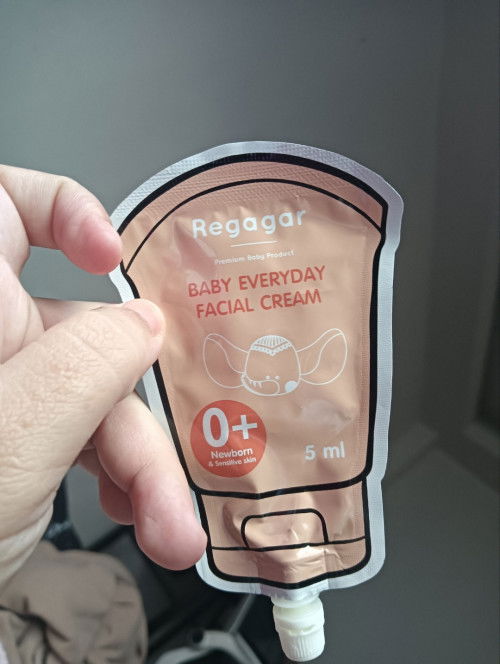 Regagar
Premium Baby Product
BABY EVERYDAY
FACIAL CREAM
0+
Newborn
& Sensitive skin
5 ml